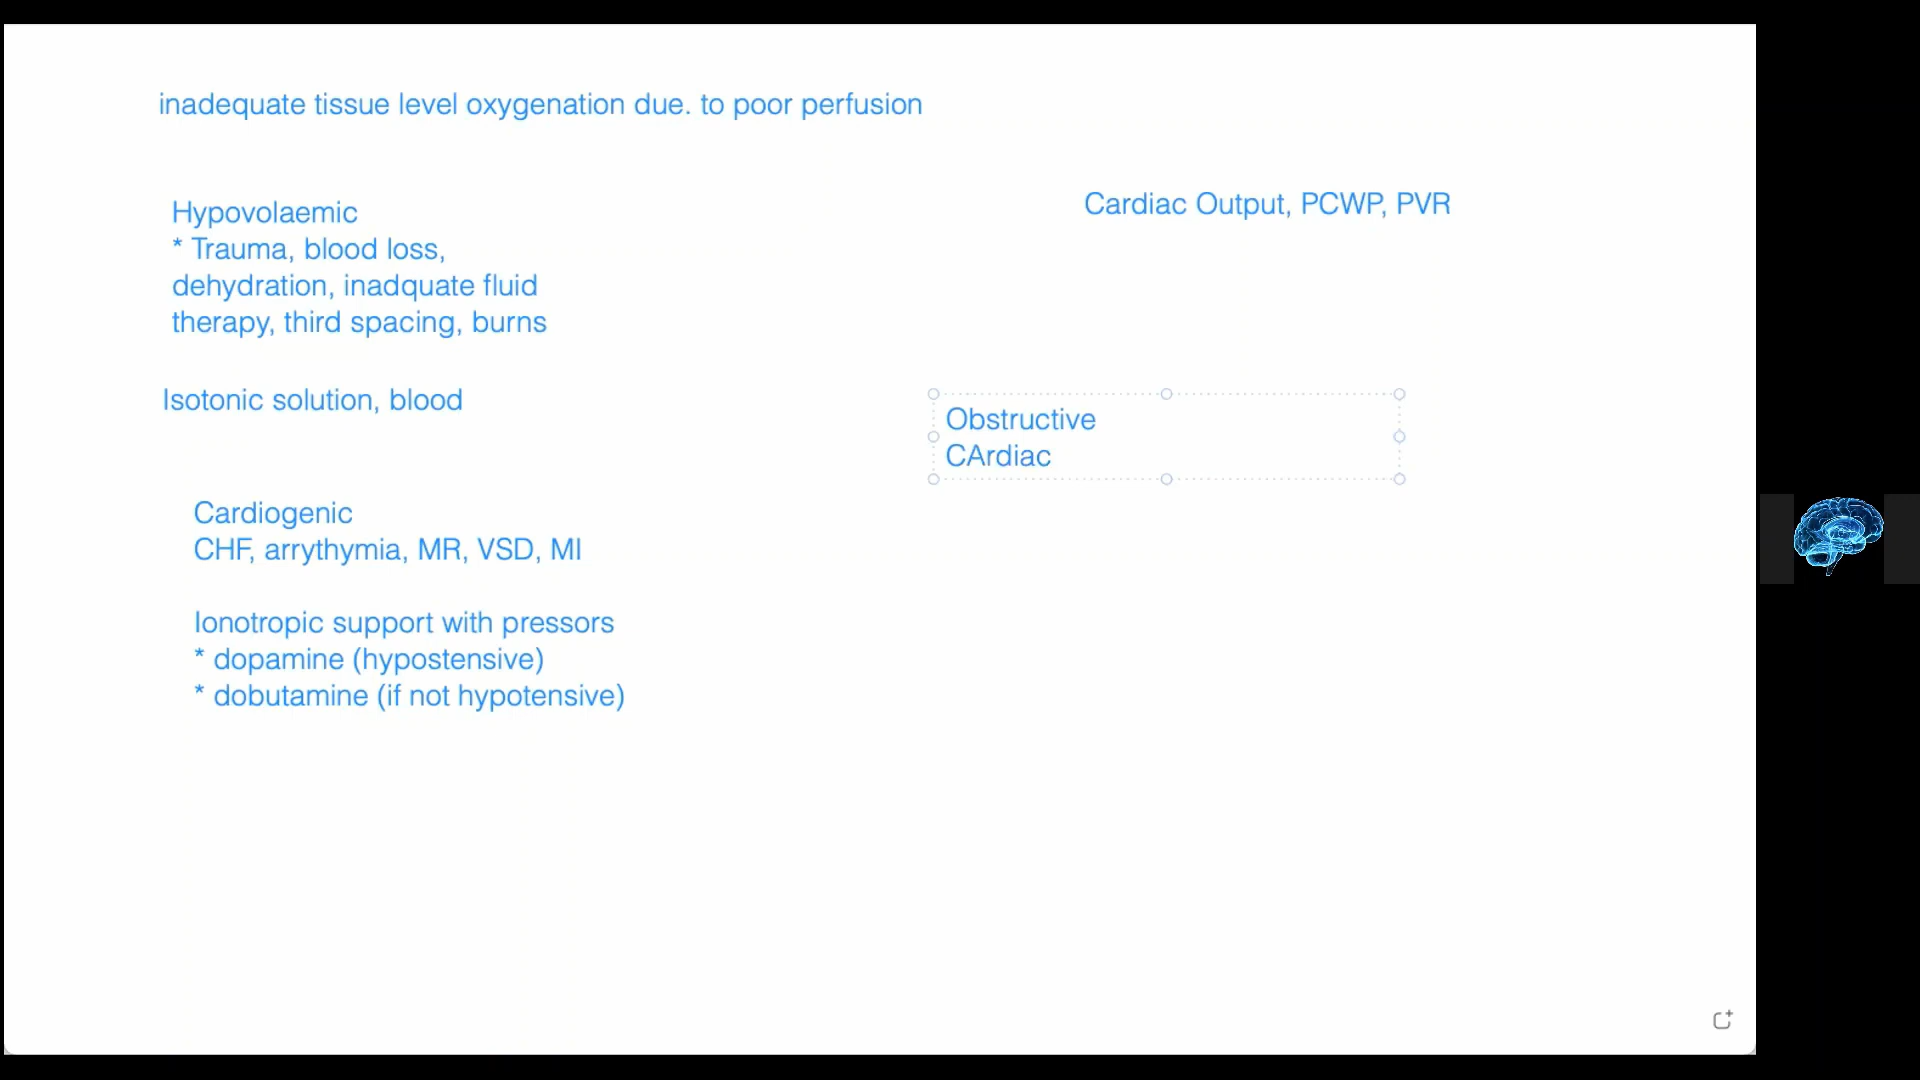 inadequate tissue level oxygenation due. to poor perfusion
Hypovolaemic
* Trauma, blood loss,
dehydration, inadquate fluid
therapy, third spacing, burns
Isotonic solution, blood
Cardiogenic
CHF, arrythymia, MR, VSD, MI
Ionotropic support with pressors
* dopamine (hypostensive)
* dobutamine (if not hypotensive)
Cardiac Output, PCWP, PVR
Obstructive
CArdiac